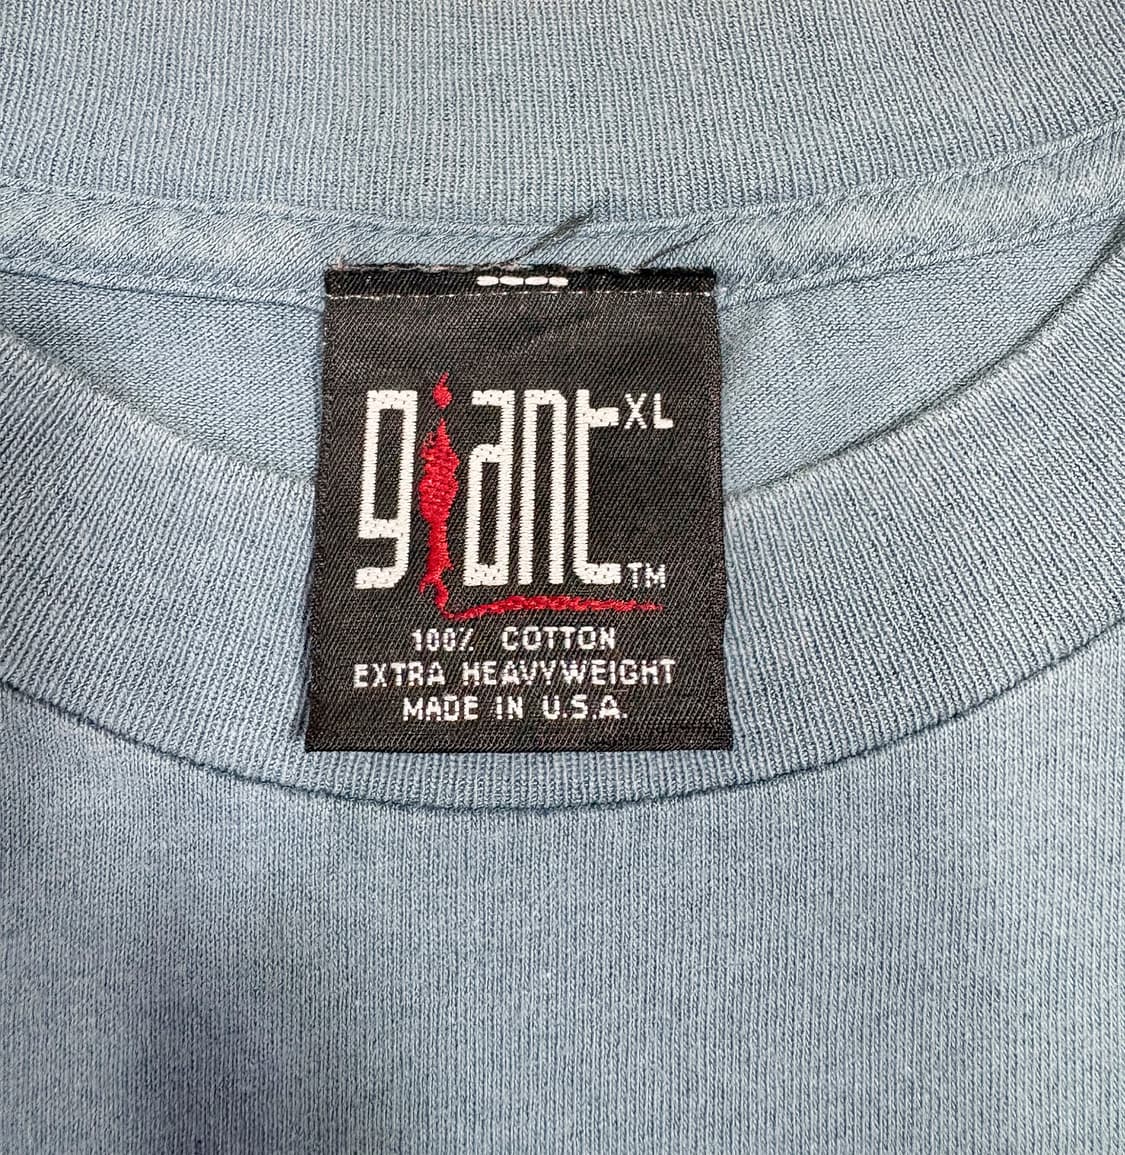 giant XL
TM
100% COTTON
EXTRA HEAVYWEIGHT
MADE IN U.S.A.